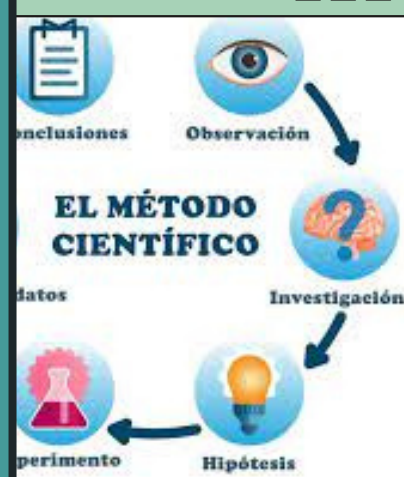 nclusiones
Observación
EL MÉTODO
CIENTÍFICO
datos
Investigación
perimento
Hipótesis